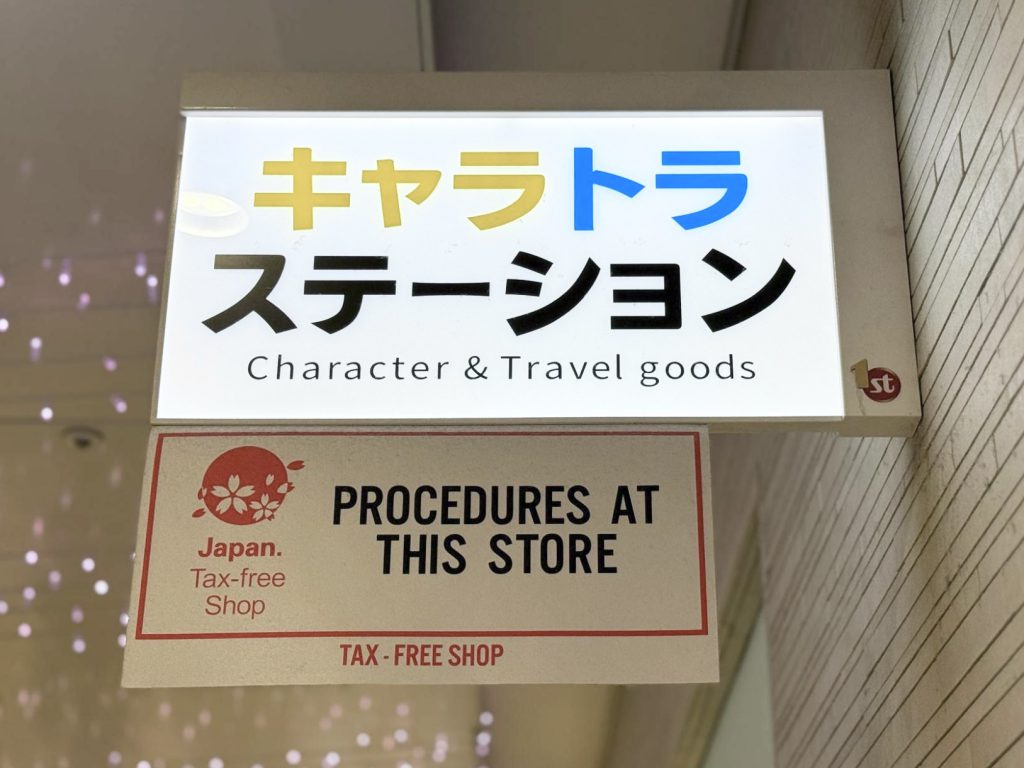 キャラトラ
ステーション
Character & Travel goods
1st
Japan.
Tax-free
Shop
PROCEDURES AT
THIS STORE
TAX-FREE SHOP